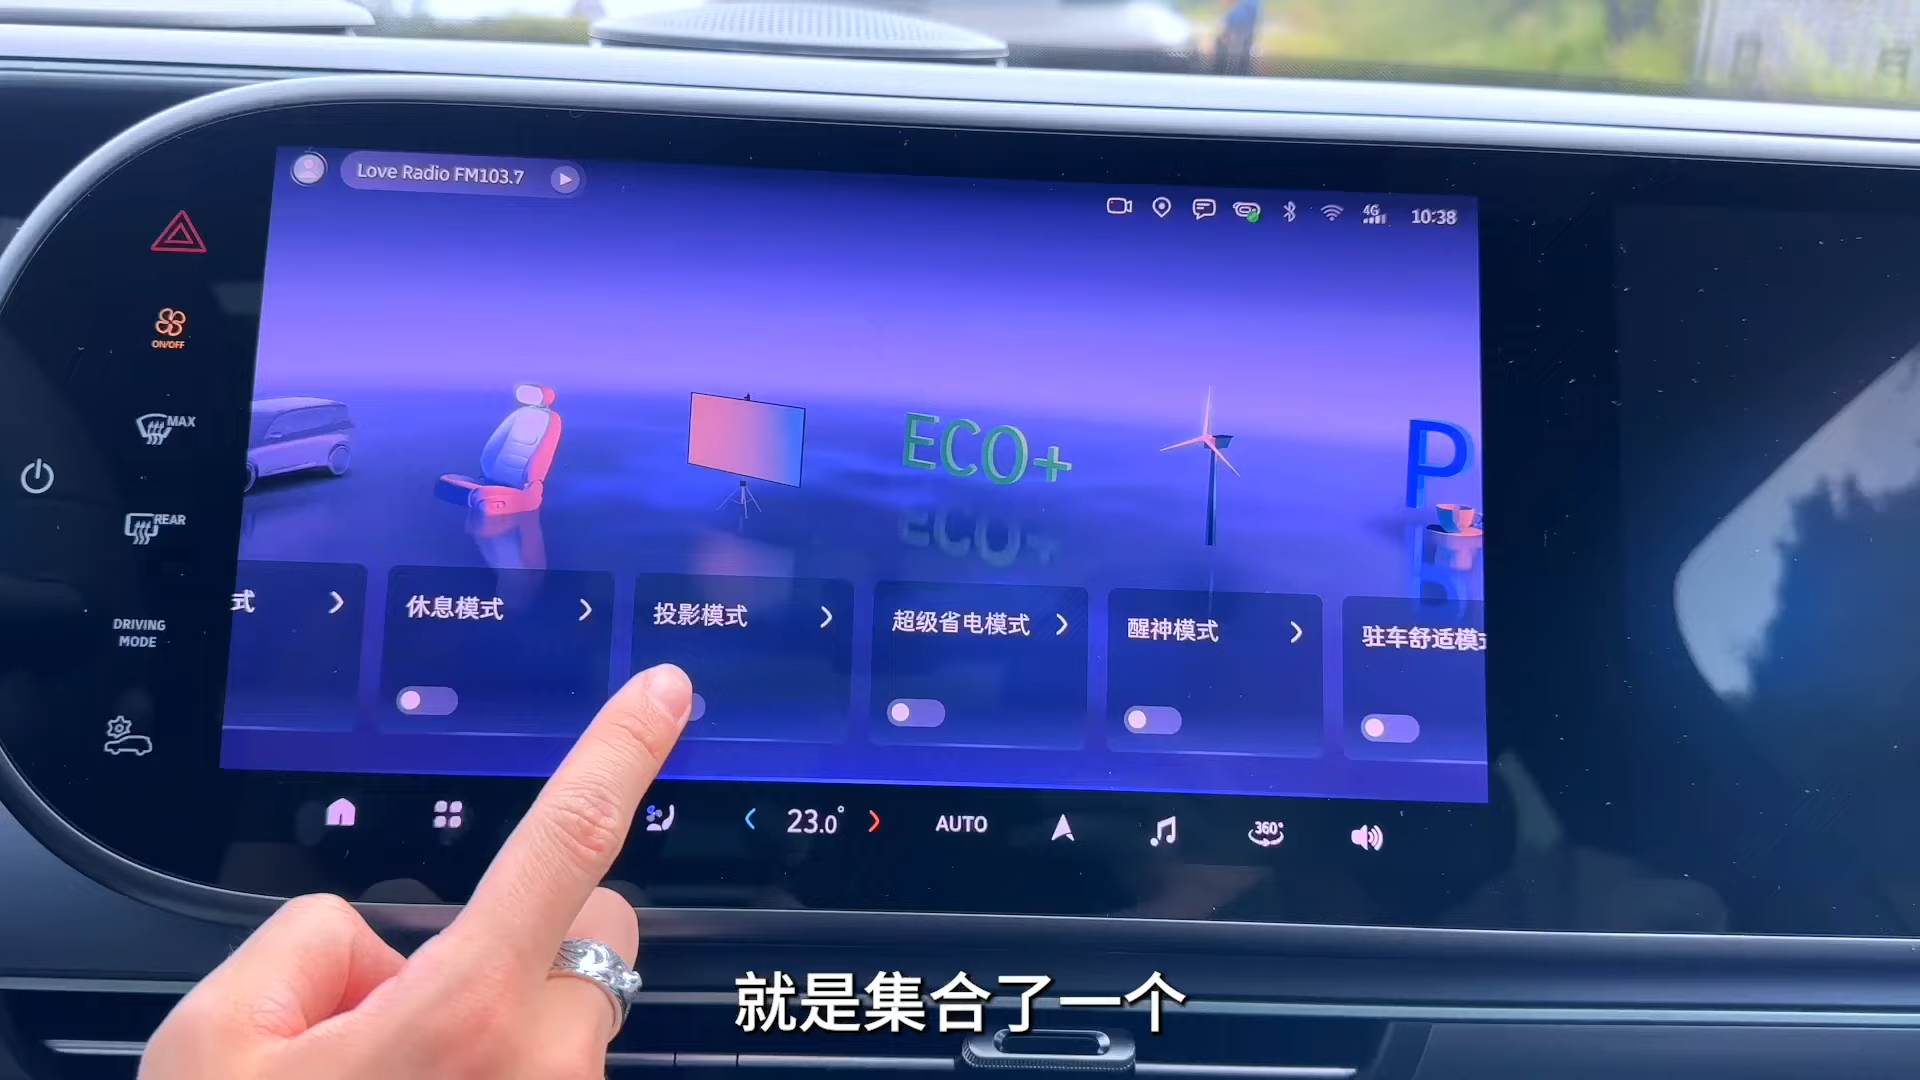 Love Radio FM103.7
4G
10:38
ON/OFF
MAX
REAR
DRIVING
MODE
ECO+
P
式
休息模式
投影模式
超级省电模式
醒神模式
驻车舒适模式
23.0°
AUTO
360°
就是集合了一个